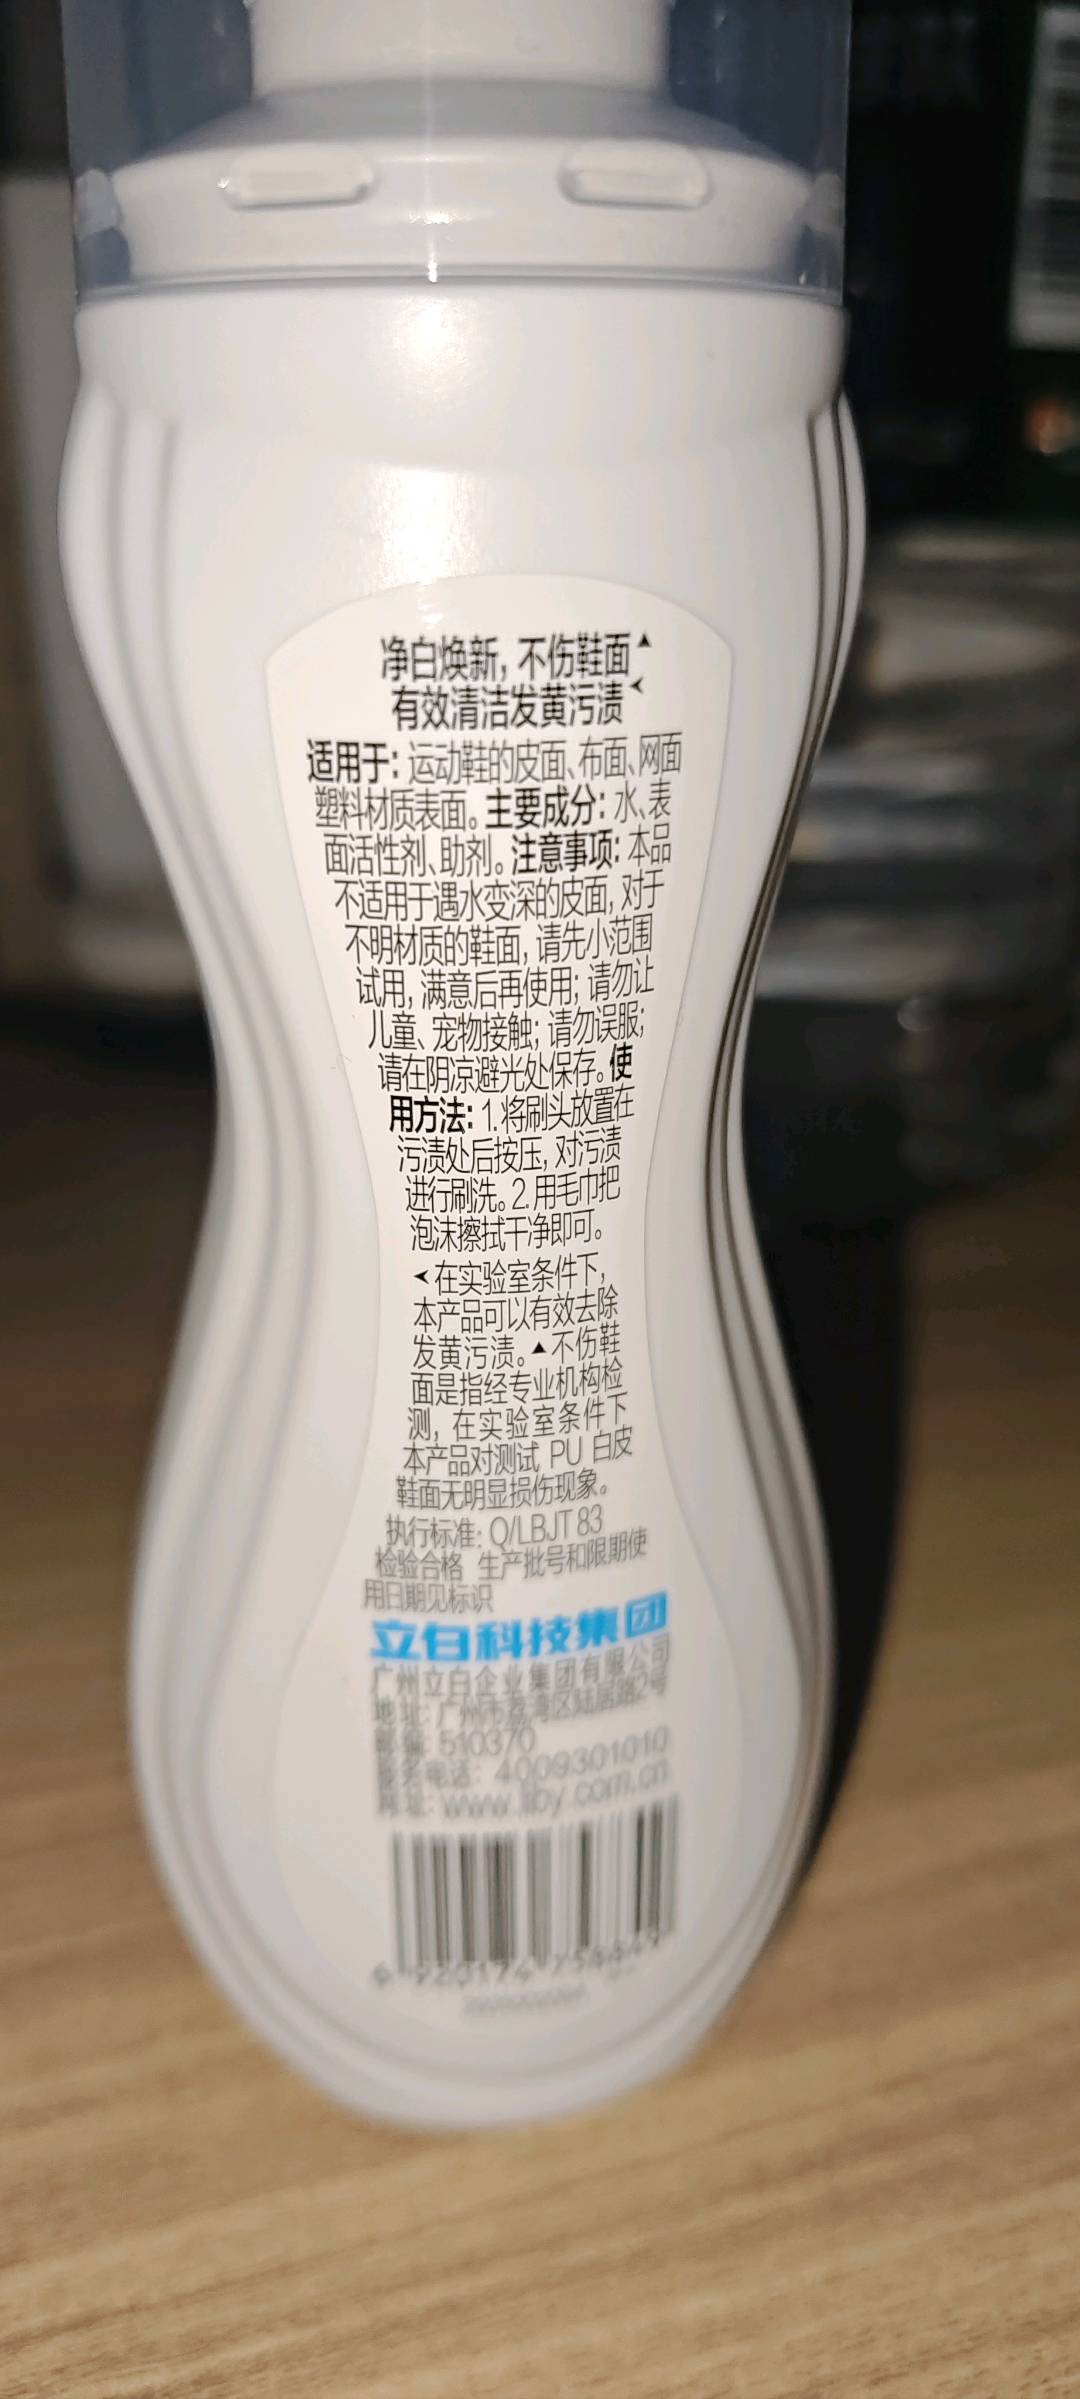 净白焕新, 不伤鞋面▲
有效清洁发黄污渍◀
适用于: 运动鞋的皮面、布面、网面
塑料材质表面。主要成分: 水、表
面活性剂、助剂。注意事项: 本品
不适用于遇水变深的皮面, 对于
不明材质的鞋面, 请先小范围
试用, 满意后再使用; 请勿让
儿童、宠物接触; 请勿误服;
请在阴凉避光处保存。使
用方法: 1. 将刷头放置在
污渍处后按压, 对污渍
进行刷洗。2. 用毛巾把
泡沫擦拭干净即可。
◀在实验室条件下,
本产品可以有效去除
发黄污渍。▲不伤鞋
面是指经专业机构检
测, 在实验室条件下
本产品对测试 PU 白皮
鞋面无明显损伤现象。
执行标准: Q/LBJT 83
检验合格 生产批号和限期使
用日期见标识
立白科技集团
广州立白企业集团有限公司
地址: 广州市荔湾区陆居路2号
邮编: 510370
服务电话: 4009301010
网址: www.liby.com.cn